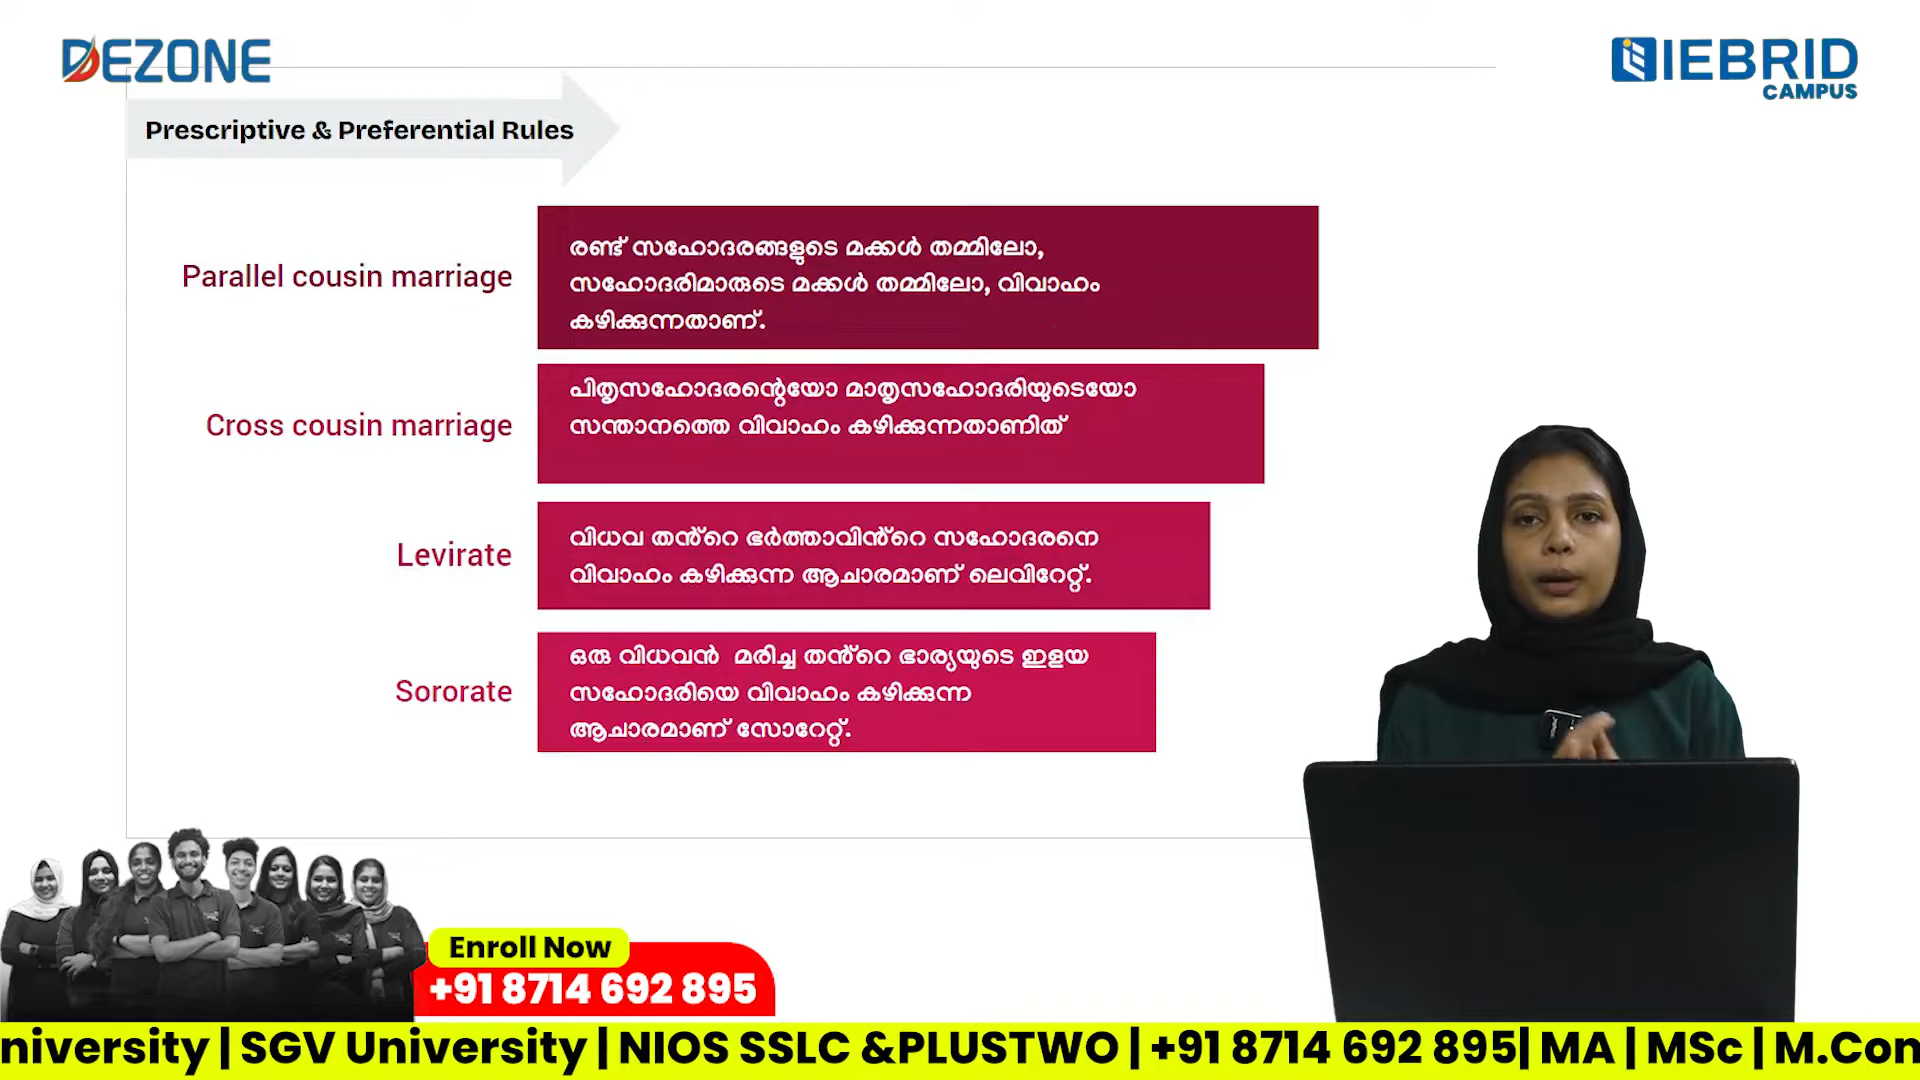 DEZONE
IEBRID
CAMPUS
Prescriptive & Preferential Rules
Parallel cousin marriage
രണ്ട് സഹോദരങ്ങളുടെ മക്കൾ തമ്മിലോ,
സഹോദരിമാരുടെ മക്കൾ തമ്മിലോ, വിവാഹം
കഴിക്കുന്നതാണ്.
Cross cousin marriage
പിതൃസഹോദരന്റെയോ മാതൃസഹോദരിയുടെയോ
സന്താനത്തെ വിവാഹം കഴിക്കുന്നതാണിത്
Levirate
വിധവ തൻ്റെ ഭർത്താവിൻ്റെ സഹോദരനെ
വിവാഹം കഴിക്കുന്ന ആചാരമാണ് ലെവിറേറ്റ്.
Sororate
ഒരു വിധവൻ മരിച്ച തൻ്റെ ഭാര്യയുടെ ഇളയ
സഹോദരിയെ വിവാഹം കഴിക്കുന്ന
ആചാരമാണ് സോറേറ്റ്.
Enroll Now
+91 8714 692 895
niversity | SGV University | NIOS SSLC &PLUSTWO | +91 8714 692 895| MA | MSc | M.Con